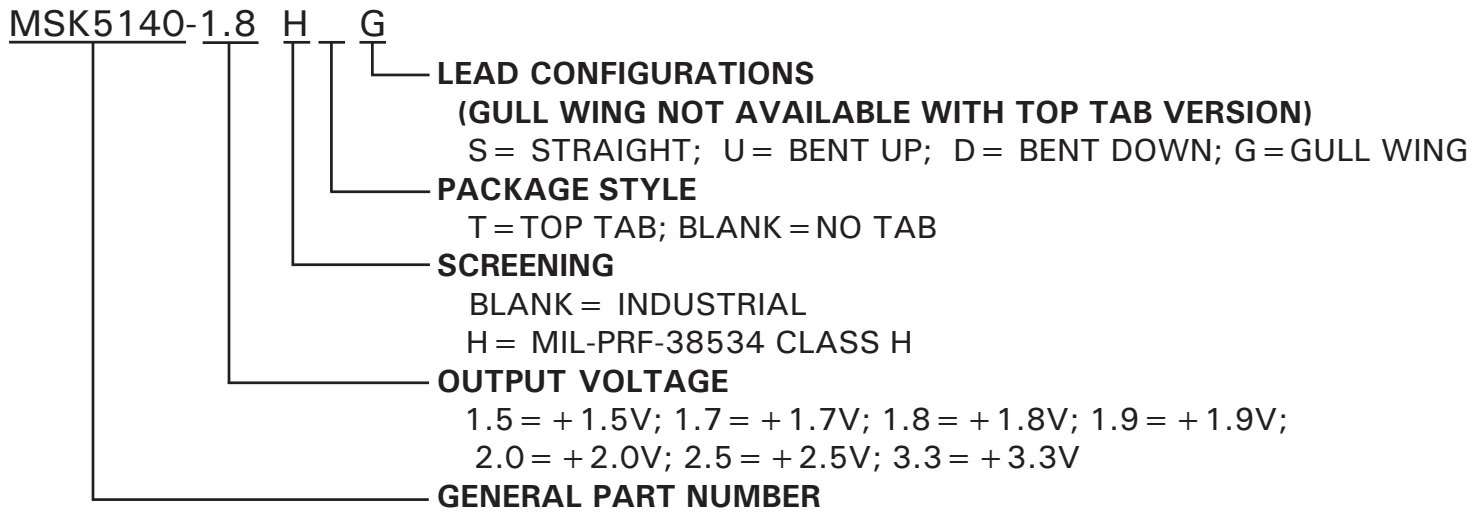 MSK5140-1.8 H _ G
LEAD CONFIGURATIONS
(GULL WING NOT AVAILABLE WITH TOP TAB VERSION)
S= STRAIGHT; U= BENT UP; D= BENT DOWN; G=GULL WING
PACKAGE STYLE
T=TOP TAB; BLANK=NO TAB
SCREENING
BLANK= INDUSTRIAL
H= MIL-PRF-38534 CLASS H
OUTPUT VOLTAGE
1.5=+1.5V; 1.7=+1.7V; 1.8=+1.8V; 1.9=+1.9V;
2.0=+2.0V; 2.5=+2.5V; 3.3=+3.3V
GENERAL PART NUMBER